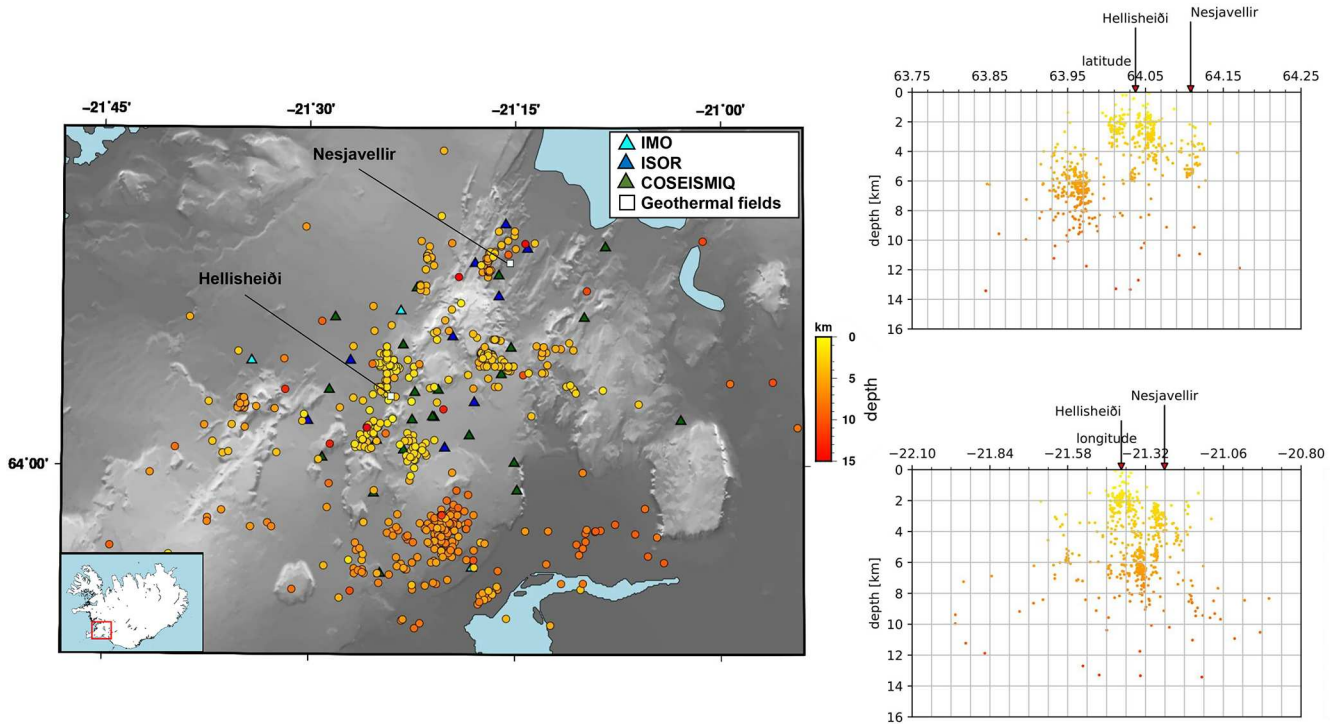 −21˚45'
−21˚30'
−21˚15'
−21˚00'
64˚00'
Nesjavellir
Hellisheiði
IMO
ISOR
COSEISMIQ
Geothermal fields
km
0
5
10
15
depth
Hellisheiði
Nesjavellir
latitude
63.75
63.85
63.95
64.05
64.15
64.25
depth [km]
0
2
4
6
8
10
12
14
16
Nesjavellir
Hellisheiði
longitude
−22.10
−21.84
−21.58
−21.32
−21.06
−20.80
depth [km]
0
2
4
6
8
10
12
14
16